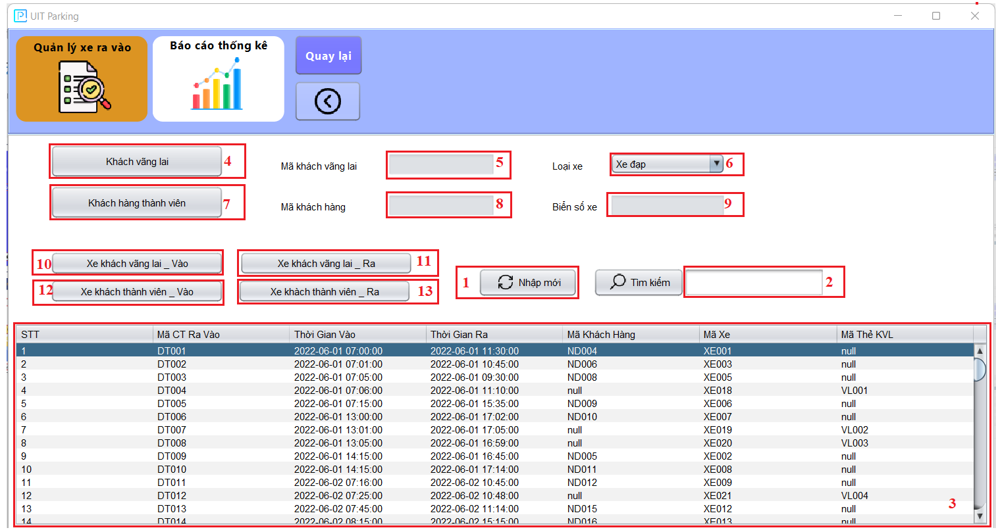 UIT Parking
Quản lý xe ra vào
Báo cáo thống kê
Quay lại
Khách vãng lai 4 Mã khách vãng lai 5 Loại xe Xe đạp 6
Khách hàng thành viên 7 Mã khách hàng 8 Biển số xe 9
10 Xe khách vãng lai _ Vào Xe khách vãng lai _ Ra 11
12 Xe khách thành viên _ Vào Xe khàch thành viên _ Ra 13
1 Nhập mới Tìm kiếm 2
STT Mã CT Ra Vào Thời Gian Vào Thời Gian Ra Mã Khách Hàng Mã Xe Mã Thẻ KVL
1 DT001 2022-06-01 07:00:00 2022-06-01 11:30:00 ND004 XE001 null
2 DT002 2022-06-01 07:01:00 2022-06-01 10:45:00 ND006 XE003 null
3 DT003 2022-06-01 07:05:00 2022-06-01 09:30:00 ND008 XE005 null
4 DT004 2022-06-01 07:06:00 2022-06-01 11:10:00 null XE018 VL001
5 DT005 2022-06-01 07:15:00 2022-06-01 15:35:00 ND009 XE006 null
6 DT006 2022-06-01 13:00:00 2022-06-01 17:02:00 ND010 XE007 null
7 DT007 2022-06-01 13:01:00 2022-06-01 17:05:00 null XE019 VL002
8 DT008 2022-06-01 13:05:00 2022-06-01 16:59:00 null XE020 VL003
9 DT009 2022-06-01 14:15:00 2022-06-01 16:45:00 ND005 XE002 null
10 DT010 2022-06-01 14:15:00 2022-06-01 17:14:00 ND011 XE008 null
11 DT011 2022-06-02 07:16:00 2022-06-02 10:45:00 ND012 XE009 null
12 DT012 2022-06-02 07:25:00 2022-06-02 10:48:00 null XE021 VL004
13 DT013 2022-06-02 07:45:00 2022-06-02 11:14:00 ND015 XE012 null 3
14 DT014 2022-06-02 08:15:00 2022-06-02 15:15:00 ND016 XE013 null